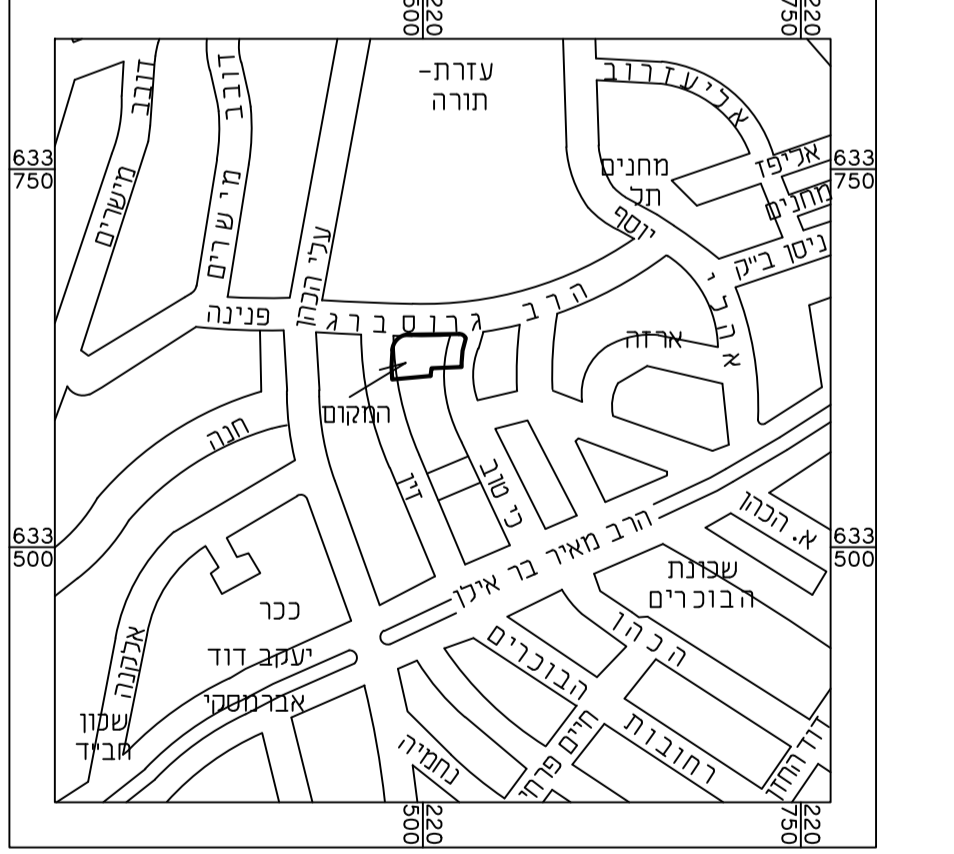 220 500
220 750
633 750
633 750
633 500
633 500
220 500
220 750
דובב
מישרים
דובב
מישרים
עזרת-
תורה
אליעזרוב
אליפז
מחנים
תל
מחנים
יוסף
ניסן ב"ק
אהלי
עלי הכהן
פנינה
הרב
גרוסברג
ארזה
המקום
חנה
זין
כי טוב
הרב מאיר בר אילן
א. הכהן
שכונת
הבוכרים
ככר
יעקב דוד
אברמסקי
אלקנה
שכון
חב"ד
הכהן
הבוכרים
רחובות
חיים פרחי
דוד החזן
נחמיה